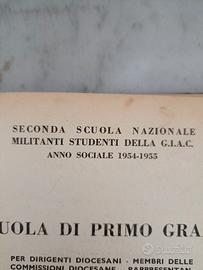 SECONDA SCUOLA NAZIONALE
MILITANTI STUDENTI DELLA G.I.A.C.
ANNO SOCIALE 1954-1955
UOLA DI PRIMO GRA
PER DIRIGENTI DIOCESANI - MEMBRI DELLE
COMMISSIONI DIOCESANE - RAPPRESENTAN